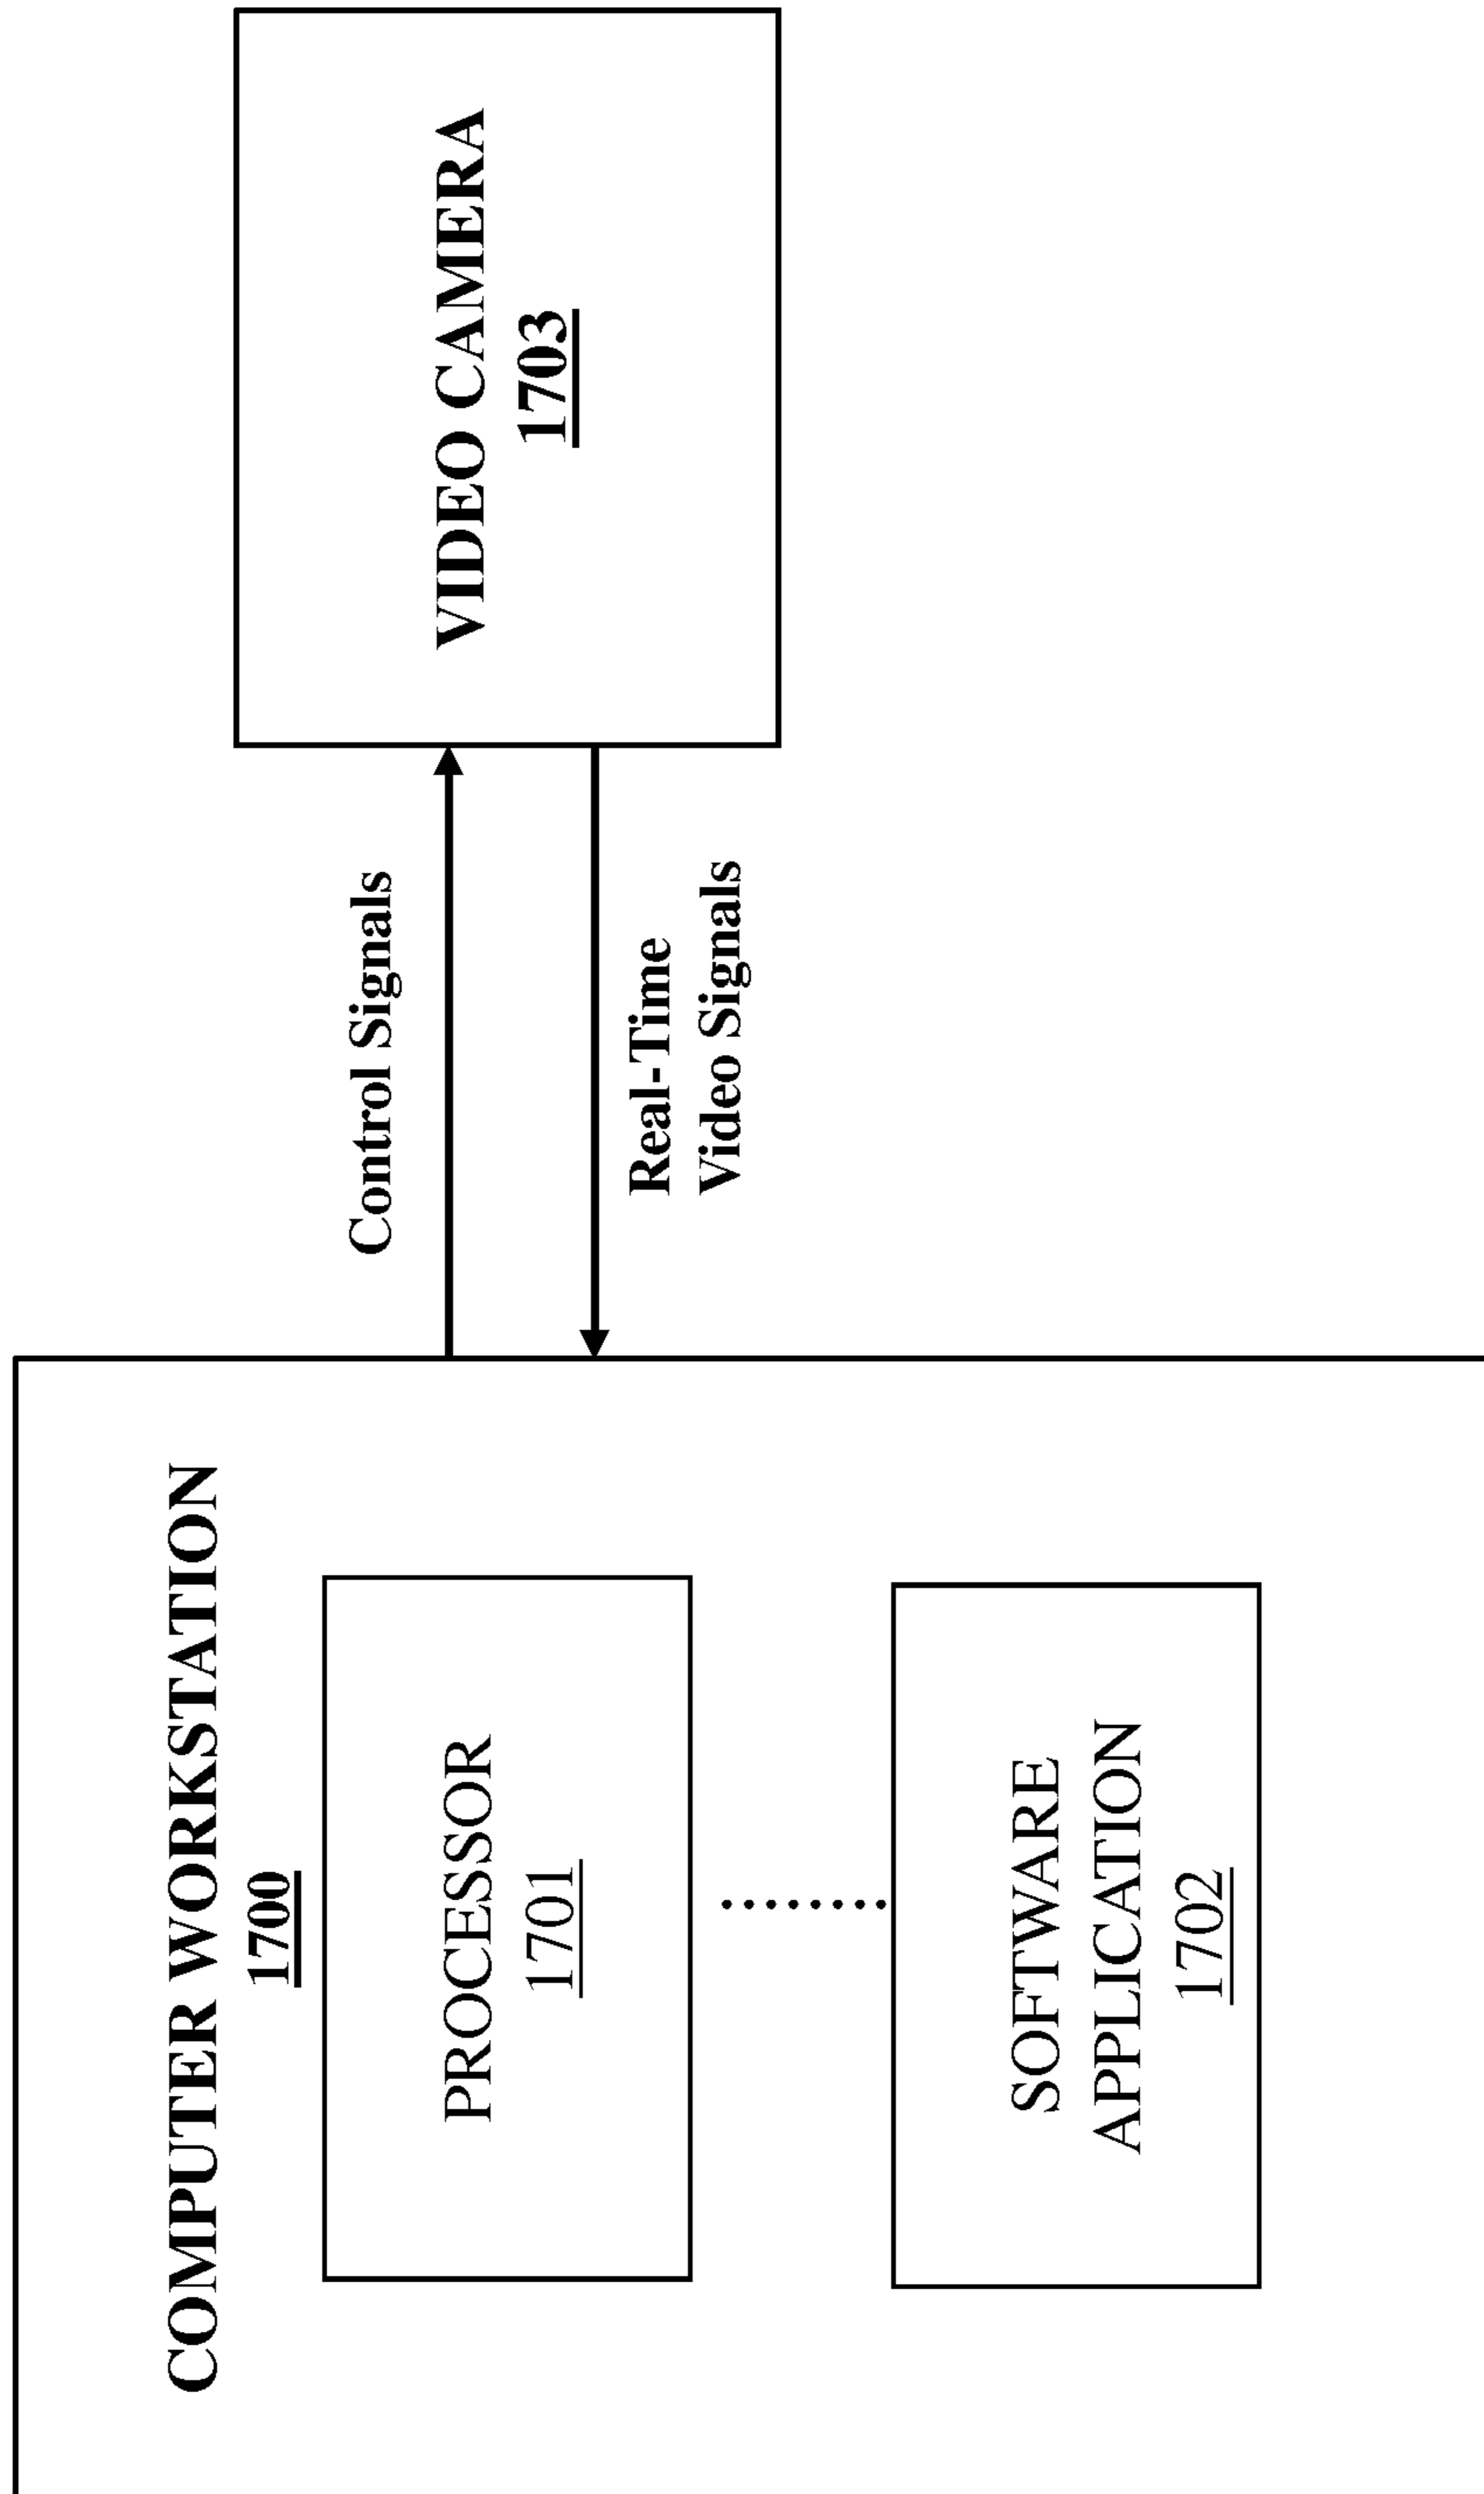 COMPUTER WORKSTATION
1700
PROCESSOR
1701
SOFTWARE
APPLICATION
1702
Control Signals
Real-Time
Video Signals
VIDEO CAMERA
1703